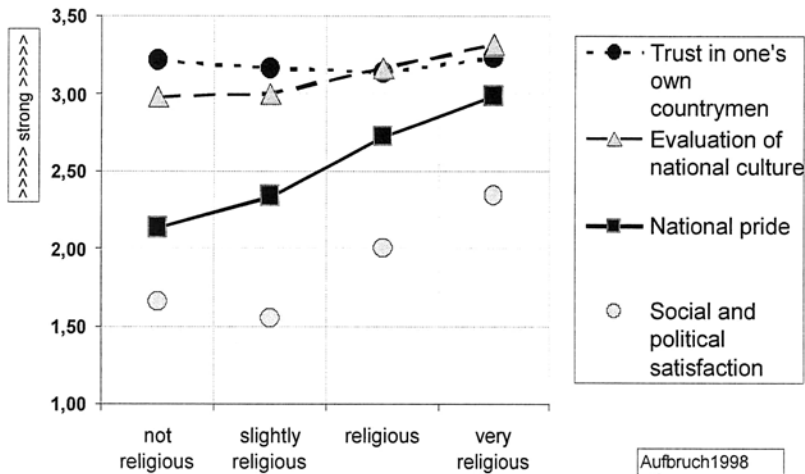 3,50
3,00
2,50
2,00
1,50
1,00
>>>>> strong >>>>>
not
religious
slightly
religious
religious
very
religious
Trust in one's
own
countrymen
Evaluation of
national culture
National pride
Social and
political
satisfaction
Aufbruch1998